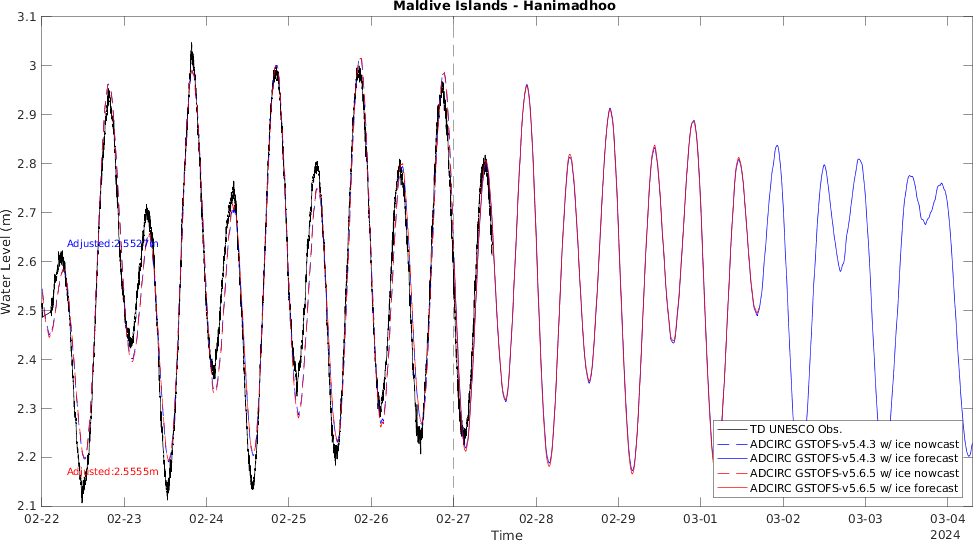 Maldive Islands - Hanimadhoo
3.1
3
2.9
2.8
2.7
2.6
2.5
2.4
2.3
2.2
2.1
Water Level (m)
Adjusted:2.5527m
Adjusted:2.5555m
TD UNESCO Obs.
ADCIRC GSTOFS-v5.4.3 w/ ice nowcast
ADCIRC GSTOFS-v5.4.3 w/ ice forecast
ADCIRC GSTOFS-v5.6.5 w/ ice nowcast
ADCIRC GSTOFS-v5.6.5 w/ ice forecast
02-22 02-23 02-24 02-25 02-26 02-27 02-28 02-29 03-01 03-02 03-03 03-04
Time
2024